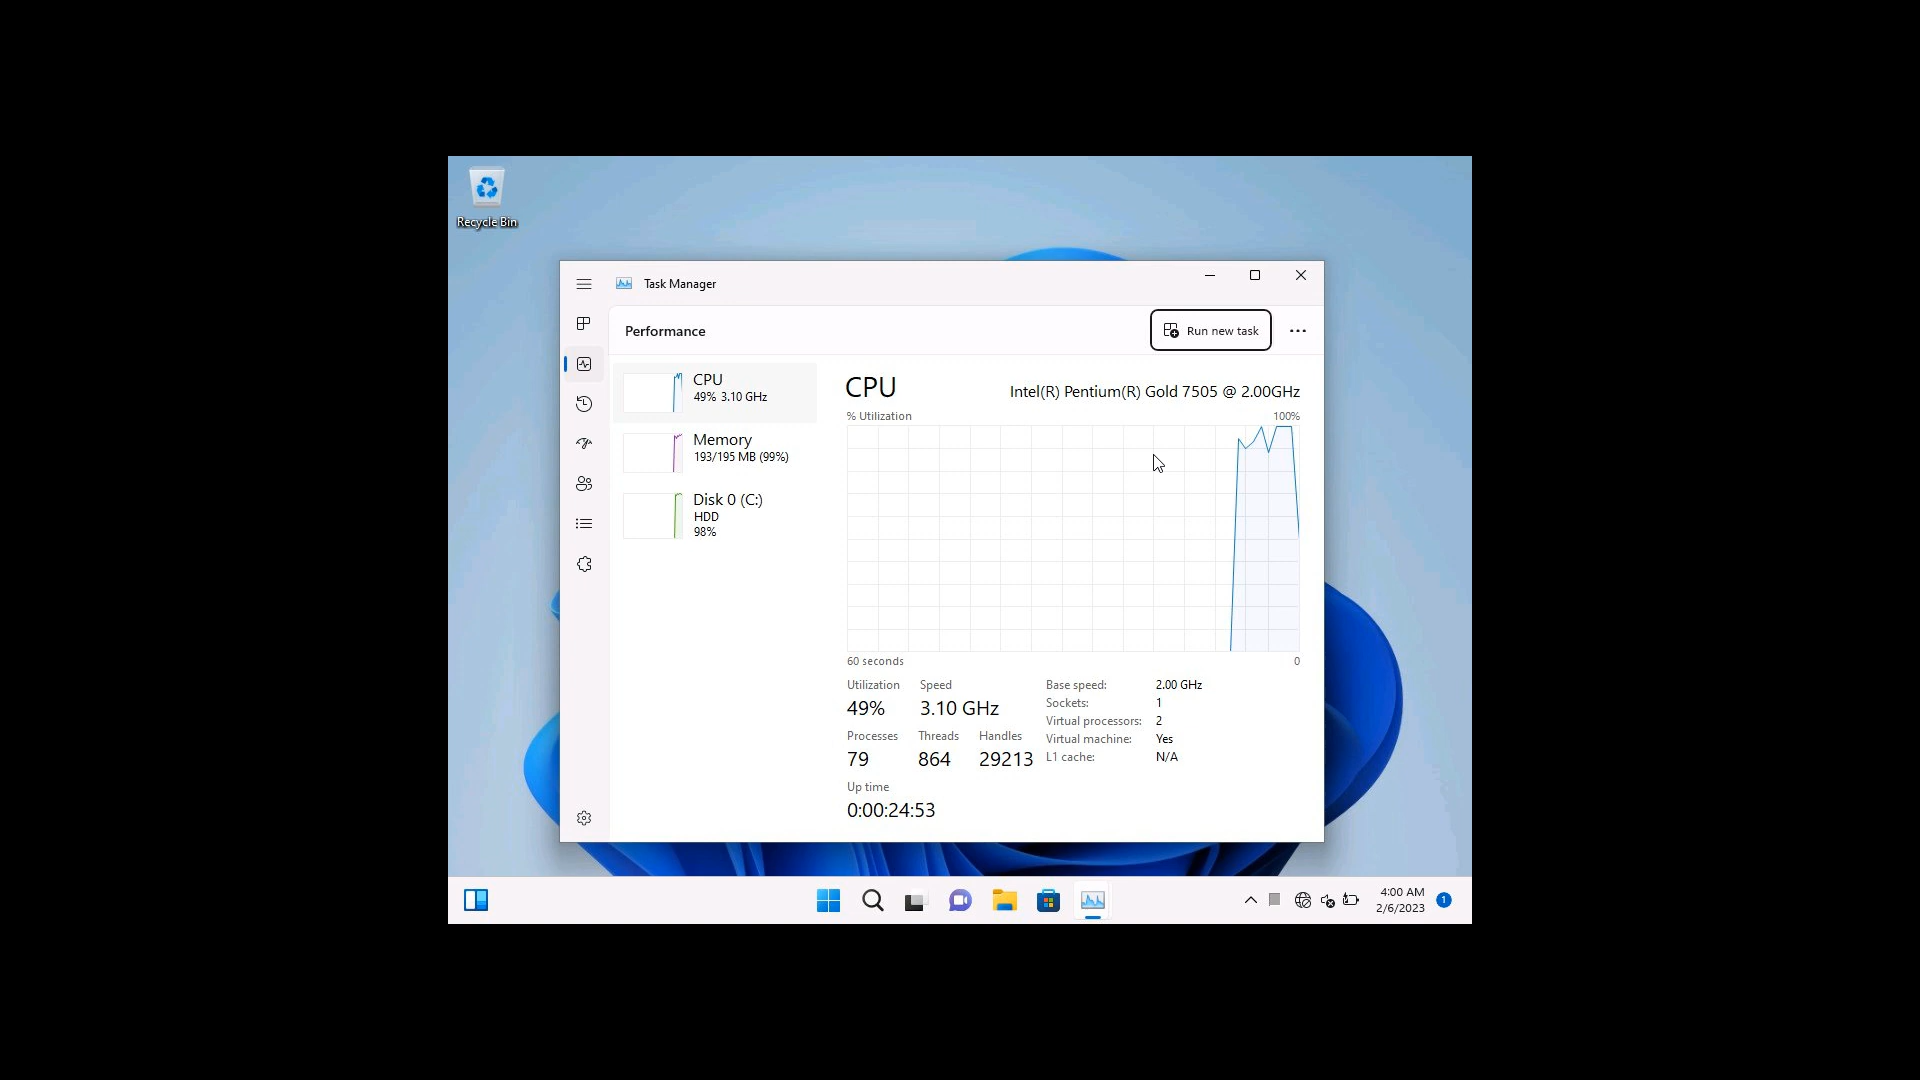 Recycle Bin
Task Manager
Performance
Run new task
CPU
49% 3.10 GHz
Memory
193/195 MB (99%)
Disk 0 (C:)
HDD
98%
CPU
Intel(R) Pentium(R) Gold 7505 @ 2.00GHz
% Utilization
100%
60 seconds
0
Utilization
Speed
49%
3.10 GHz
Processes
Threads
Handles
79
864
29213
Up time
0:00:24:53
Base speed:
2.00 GHz
Sockets:
1
Virtual processors:
2
Virtual machine:
Yes
L1 cache:
N/A
4:00 AM
2/6/2023
1